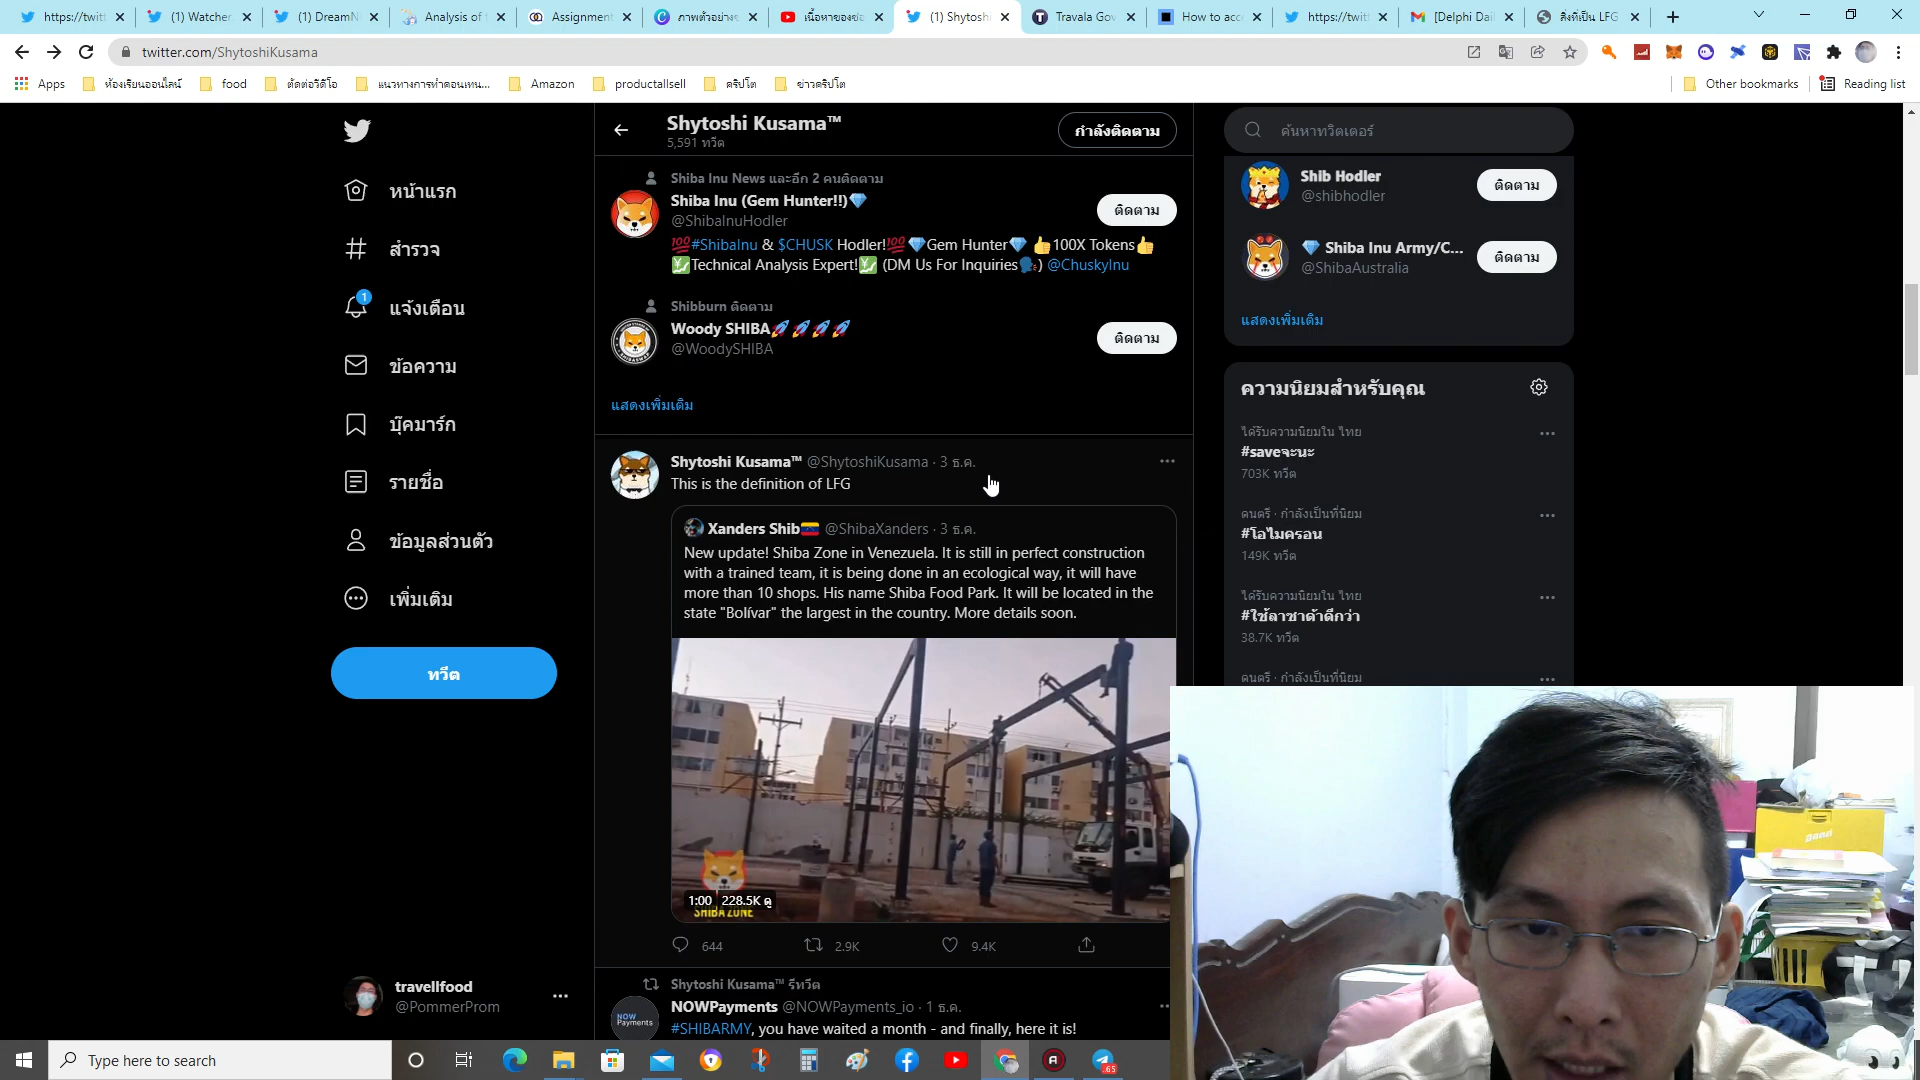 https://twitt
(1) Watcher.
(1) DreamN
Analysis of
Assignment
ภาพตัวอย่างช
เนื้อหาของช่อ
(1) Shytoshi
Travala Gov
How to acc
https://twitt
[Delphi Dail
สิ่งที่เป็น LFG
twitter.com/ShytoshiKusama
Apps
ห้องเรียนออนไลน์
food
ตัดต่อวิดีโอ
แนวทางการทำคอนเทน...
Amazon
productallsell
คริปโต
ข่าวคริปโต
Other bookmarks
Reading list
หน้าแรก
สำรวจ
1
แจ้งเตือน
ข้อความ
บุ๊คมาร์ก
รายชื่อ
ข้อมูลส่วนตัว
เพิ่มเติม
ทวีต
travellfood
@PommerProm
Shytoshi Kusama™
5,591 ทวีต
กำลังติดตาม
Shiba Inu News และอีก 2 คนติดตาม
Shiba Inu (Gem Hunter!!)💎
@ShibaInuHodler
ติดตาม
💯#ShibaInu & $CHUSK Hodler!💯💎Gem Hunter💎 👍100X Tokens👍
💹Technical Analysis Expert!💹 (DM Us For Inquiries🗣️) @ChuskyInu
Shibburn ติดตาม
Woody SHIBA🚀🚀🚀🚀
@WoodySHIBA
ติดตาม
แสดงเพิ่มเติม
Shytoshi Kusama™ @ShytoshiKusama · 3 ธ.ค.
This is the definition of LFG
Xanders Shib🇻🇪 @ShibaXanders · 3 ธ.ค.
New update! Shiba Zone in Venezuela. It is still in perfect construction
with a trained team, it is being done in an ecological way, it will have
more than 10 shops. His name Shiba Food Park. It will be located in the
state "Bolívar" the largest in the country. More details soon.
1:00 228.5K ดู
SHIBA ZONE
644
2.9K
9.4K
Shytoshi Kusama™ รีทวีต
NOW
Payments
NOWPayments @NOWPayments_io · 1 ธ.ค.
#SHIBARMY, you have waited a month - and finally, here it is!
ค้นหาทวิตเตอร์
Shib Hodler
@shibhodler
ติดตาม
💎 Shiba Inu Army/C...
@ShibaAustralia
ติดตาม
แสดงเพิ่มเติม
ความนิยมสำหรับคุณ
ได้รับความนิยมใน ไทย
#saveจะนะ
703K ทวีต
ดนตรี · กำลังเป็นที่นิยม
#โอไมครอน
149K ทวีต
ได้รับความนิยมใน ไทย
#ใช้ลาซาด้าดีกว่า
38.7K ทวีต
ดนตรี · กำลังเป็นที่นิยม
Type here to search
65